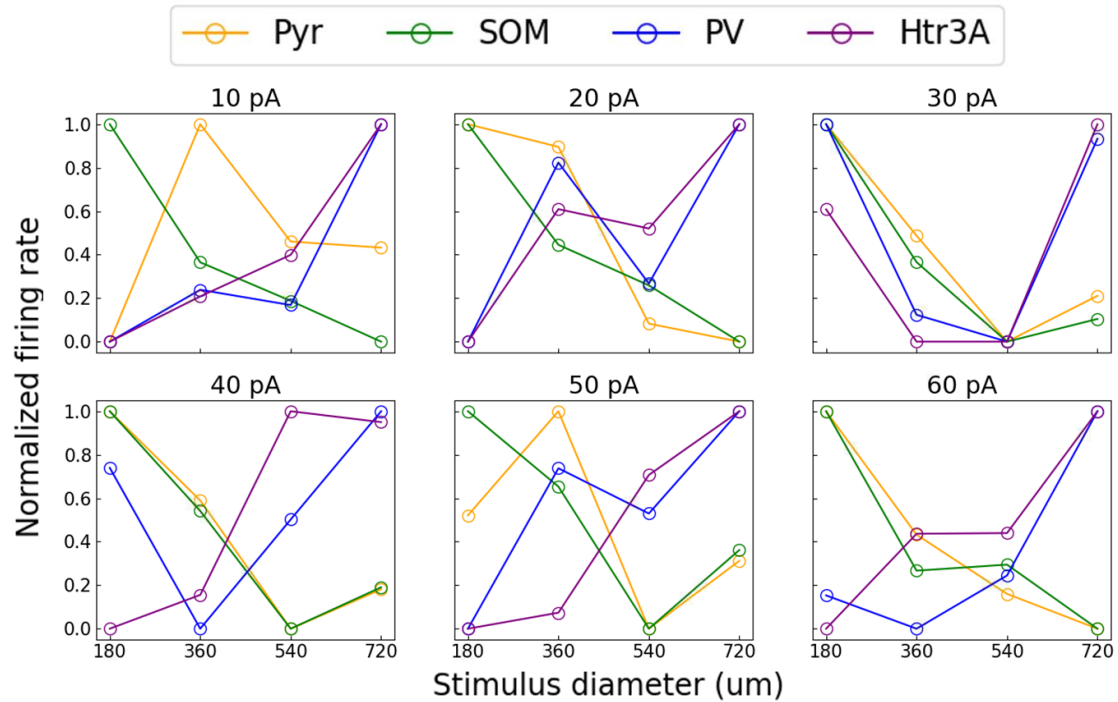 Pyr SOM PV Htr3A
10 pA 20 pA 30 pA
1.0
0.8
0.6
0.4
0.2
0.0
Normalized firing rate
40 pA 50 pA 60 pA
1.0
0.8
0.6
0.4
0.2
0.0
180 360 540 720 180 360 540 720 180 360 540 720
Stimulus diameter (um)